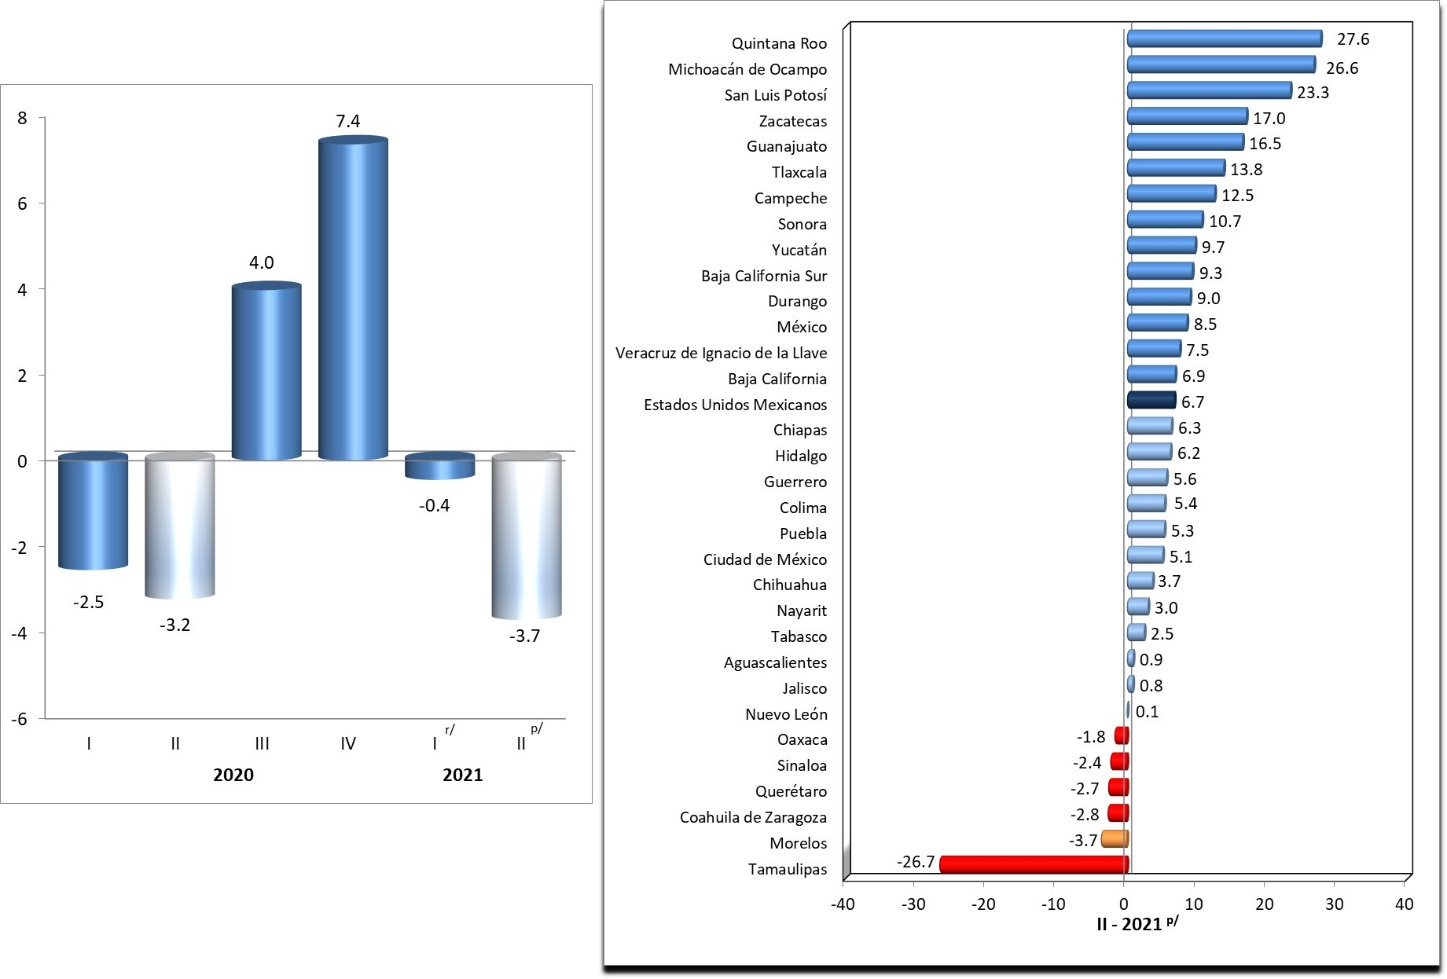 8
7.4
6
4.0
4
2
0
-0.4
-2
-2.5
-3.2
-3.7
-4
-6
I II III IV I r/ II p/
2020 2021
Quintana Roo 27.6
Michoacán de Ocampo 26.6
San Luis Potosí 23.3
Zacatecas 17.0
Guanajuato 16.5
Tlaxcala 13.8
Campeche 12.5
Sonora 10.7
Yucatán 9.7
Baja California Sur 9.3
Durango 9.0
México 8.5
Veracruz de Ignacio de la Llave 7.5
Baja California 6.9
Estados Unidos Mexicanos 6.7
Chiapas 6.3
Hidalgo 6.2
Guerrero 5.6
Colima 5.4
Puebla 5.3
Ciudad de México 5.1
Chihuahua 3.7
Nayarit 3.0
Tabasco 2.5
Aguascalientes 0.9
Jalisco 0.8
Nuevo León 0.1
Oaxaca -1.8
Sinaloa -2.4
Querétaro -2.7
Coahuila de Zaragoza -2.8
Morelos -3.7
Tamaulipas -26.7
-40 -30 -20 -10 0 10 20 30 40
II - 2021 p/